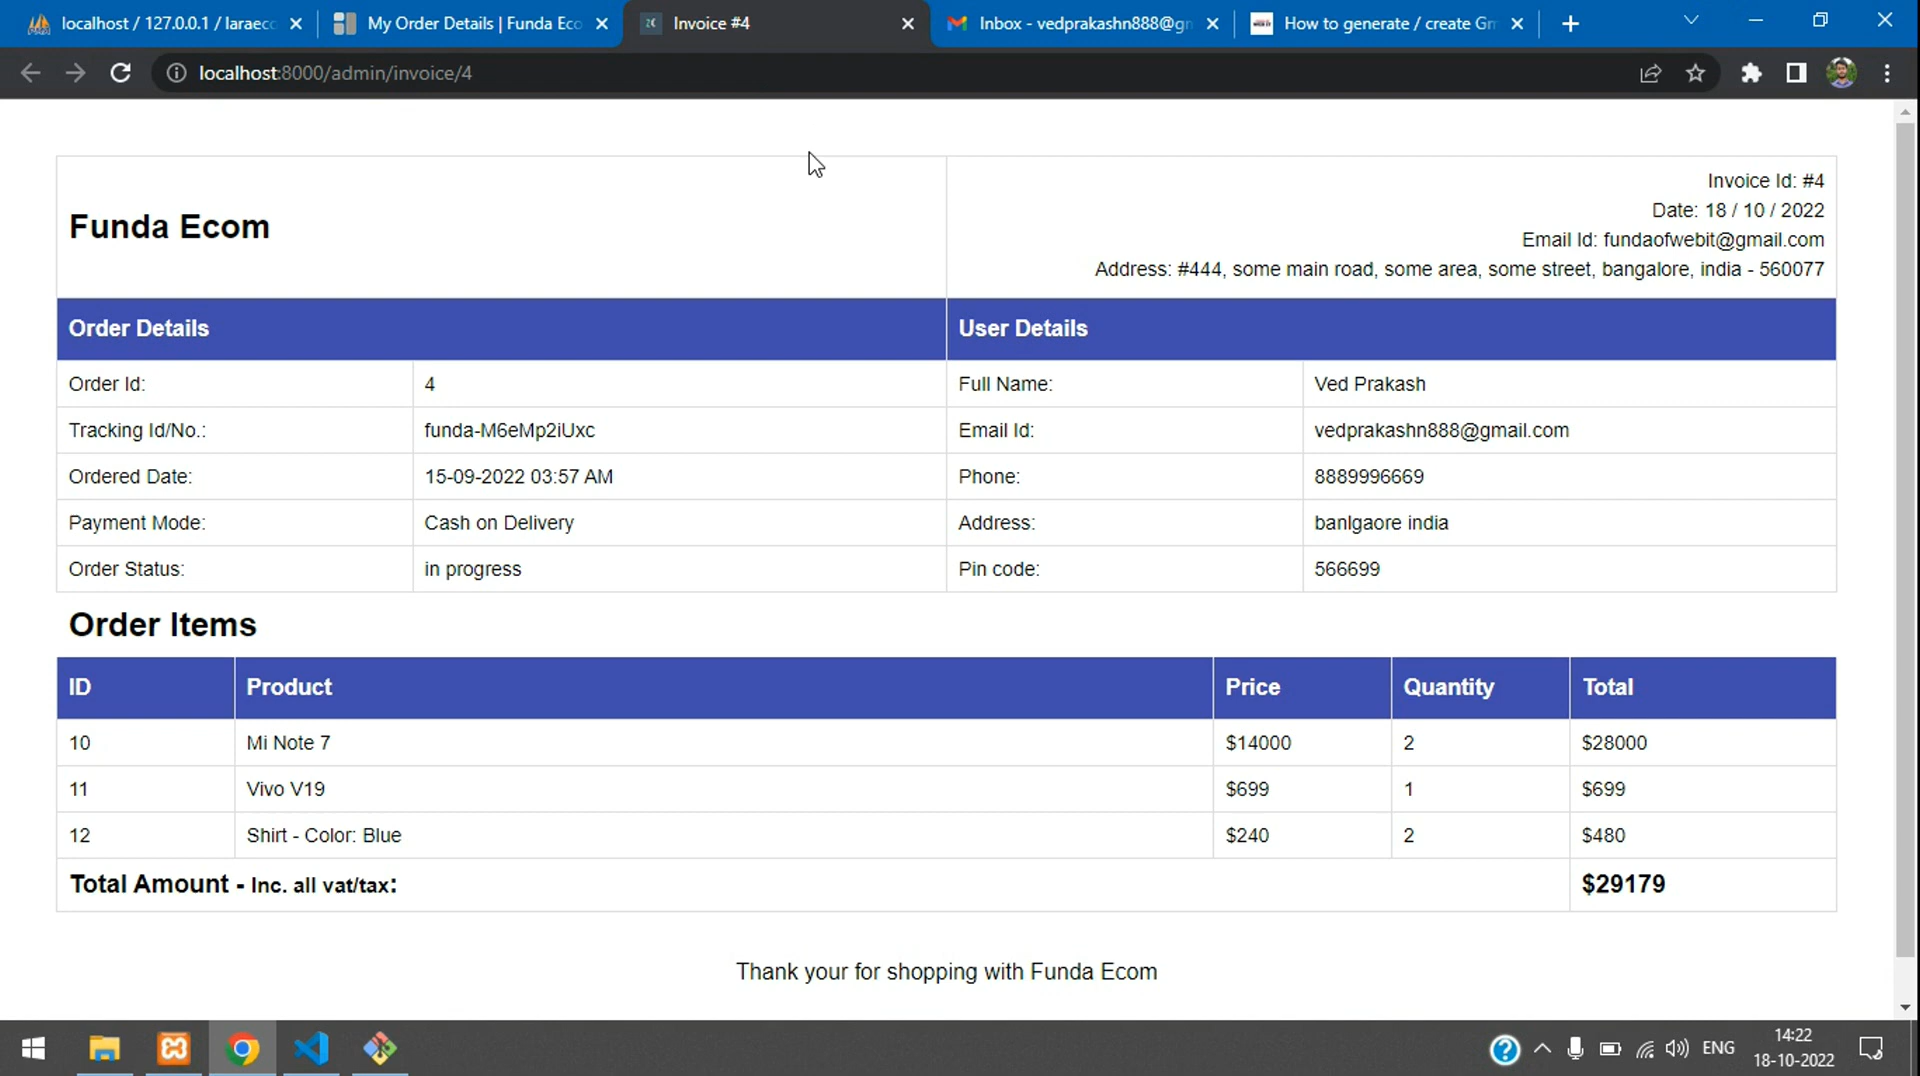 localhost / 127.0.0.1 / laraecc
My Order Details | Funda Eco
Invoice #4
Inbox - vedprakashn888@gm
How to generate / create Gm
localhost:8000/admin/invoice/4
Funda Ecom
Invoice Id: #4
Date: 18 / 10 / 2022
Email Id: fundaofwebit@gmail.com
Address: #444, some main road, some area, some street, bangalore, india - 560077
Order Details User Details
Order Id: 4 Full Name: Ved Prakash
Tracking Id/No.: funda-M6eMp2iUxc Email Id: vedprakashn888@gmail.com
Ordered Date: 15-09-2022 03:57 AM Phone: 8889996669
Payment Mode: Cash on Delivery Address: banlgaore india
Order Status: in progress Pin code: 566699
Order Items
ID Product Price Quantity Total
10 Mi Note 7 $14000 2 $28000
11 Vivo V19 $699 1 $699
12 Shirt - Color: Blue $240 2 $480
Total Amount - Inc. all vat/tax: $29179
Thank your for shopping with Funda Ecom
ENG
14:22
18-10-2022